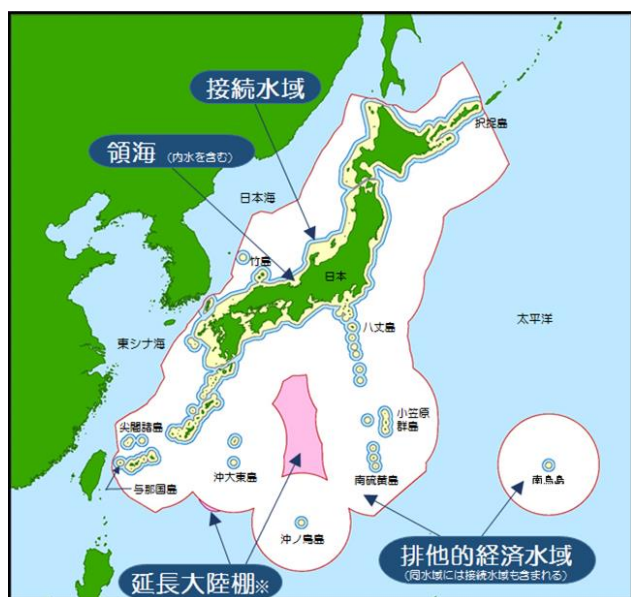 接続水域
領海 (内水を含む)
択捉島
日本海
竹島
日本
東シナ海
八丈島
太平洋
尖閣諸島
小笠原
群島
沖大東島
南硫黄島
南鳥島
与那国島
沖ノ鳥島
延長大陸棚※
排他的経済水域
(同水域には接続水域も含まれる)